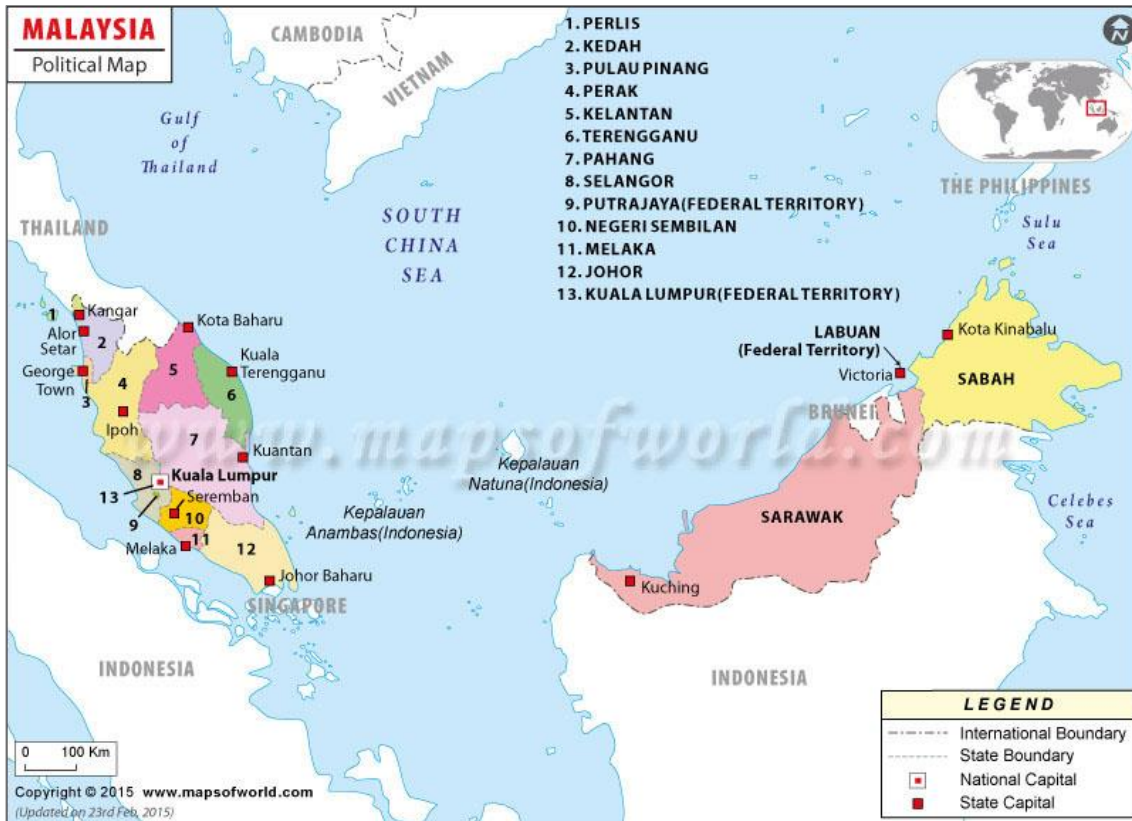 MALAYSIA
Political Map
CAMBODIA
VIETNAM
Gulf
of
Thailand
THAILAND
SOUTH
CHINA
SEA
1. PERLIS
2. KEDAH
3. PULAU PINANG
4. PERAK
5. KELANTAN
6. TERENGGANU
7. PAHANG
8. SELANGOR
9. PUTRAJAYA(FEDERAL TERRITORY)
10. NEGERI SEMBILAN
11. MELAKA
12. JOHOR
13. KUALA LUMPUR(FEDERAL TERRITORY)
N
THE PHILIPPINES
Sulu
Sea
1
Kangar
Alor
Setar
2
George
Town
3
4
Ipoh
Kota Baharu
5
Kuala
Terengganu
6
7
Kuantan
8
Kuala Lumpur
13
Seremban
9
10
Melaka
11
12
Johor Baharu
SINGAPORE
www.mapsofworld.com
Kepalauan
Natuna(Indonesia)
Kepalauan
Anambas(Indonesia)
LABUAN
(Federal Territory)
Victoria
Kota Kinabalu
SABAH
BRUNEI
SARAWAK
Kuching
Celebes
Sea
INDONESIA
INDONESIA
LEGEND
International Boundary
State Boundary
National Capital
State Capital
0 100 Km
Copyright © 2015 www.mapsofworld.com
(Updated on 23rd Feb, 2015)